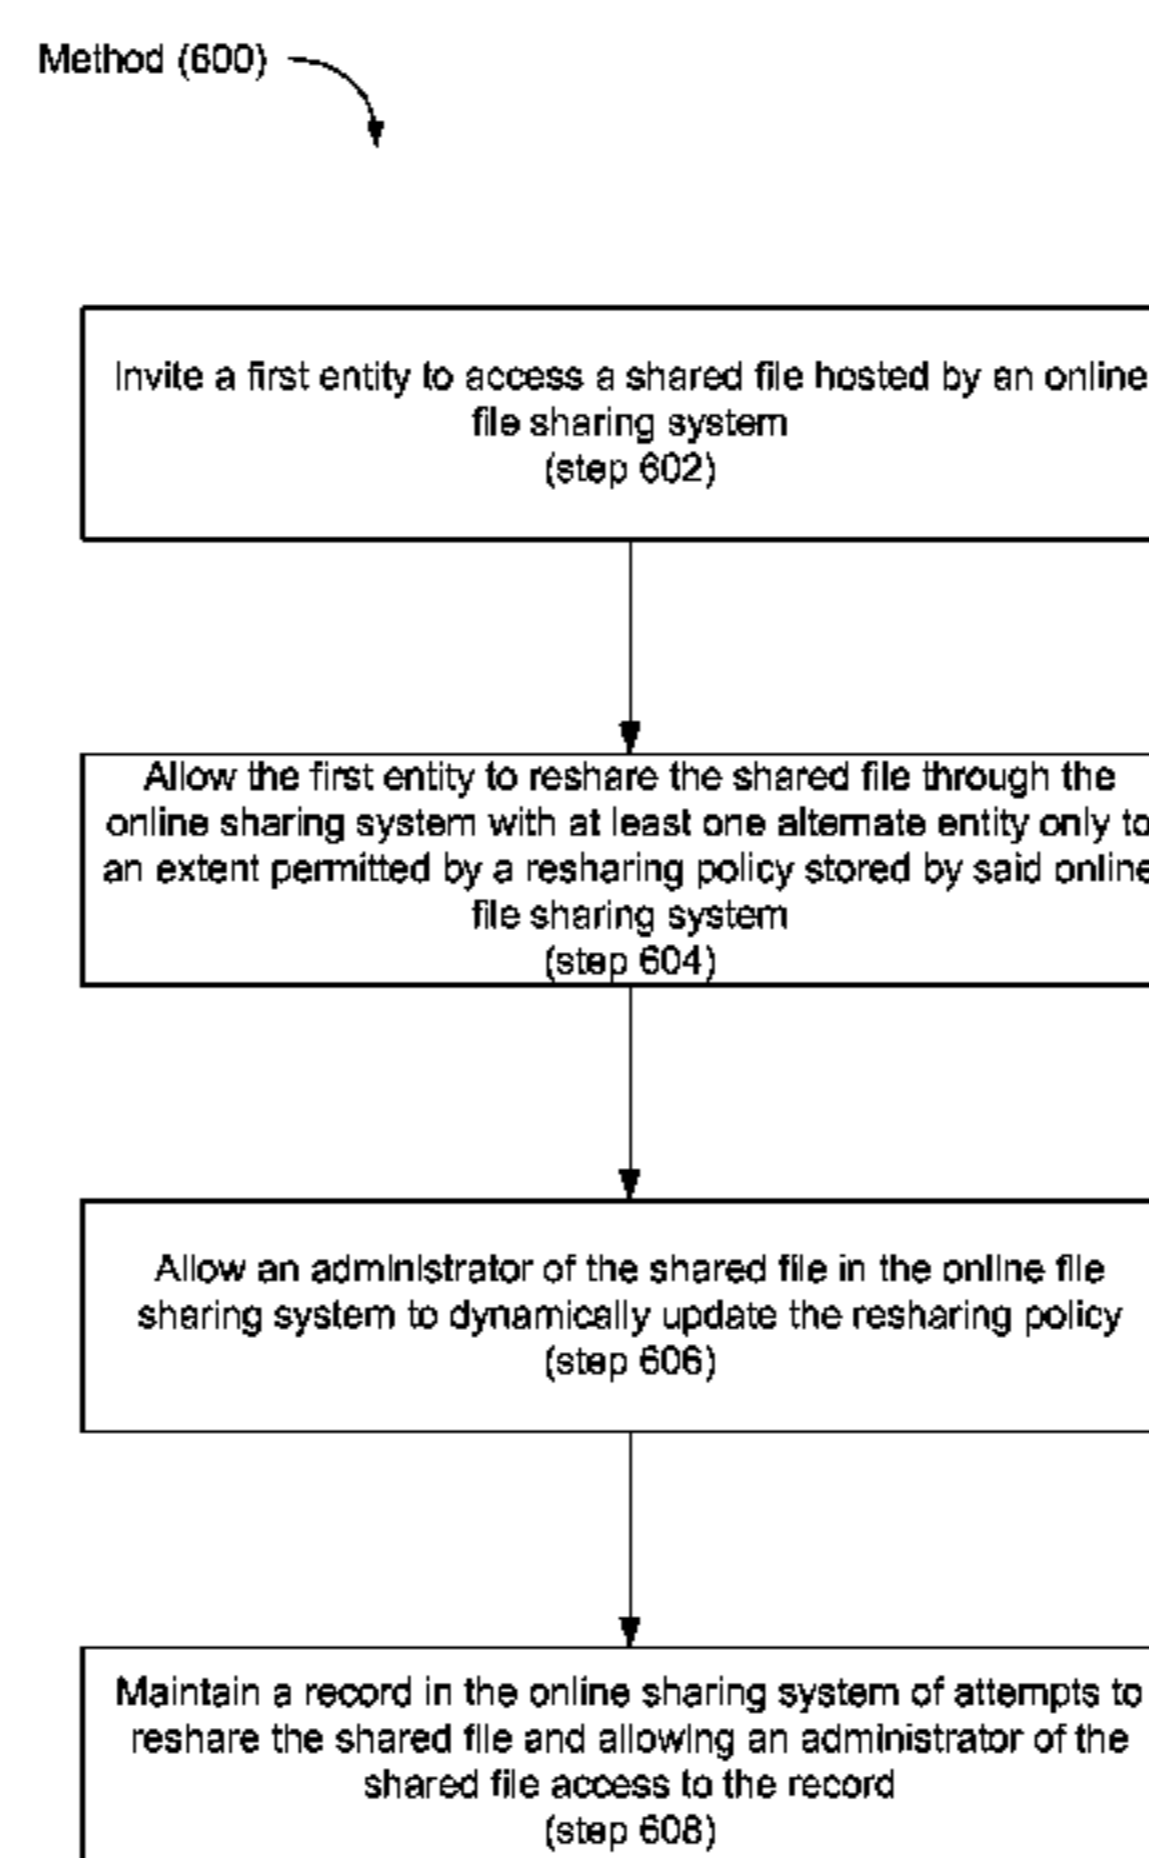 Method (600)
Invite a first entity to access a shared file hosted by an online
file sharing system
(step 602)
Allow the first entity to reshare the shared file through the
online sharing system with at least one alternate entity only to
an extent permitted by a resharing policy stored by said online
file sharing system
(step 604)
Allow an administrator of the shared file in the online file
sharing system to dynamically update the resharing policy
(step 606)
Maintain a record in the online sharing system of attempts to
reshare the shared file and allowing an administrator of the
shared file access to the record
(step 608)